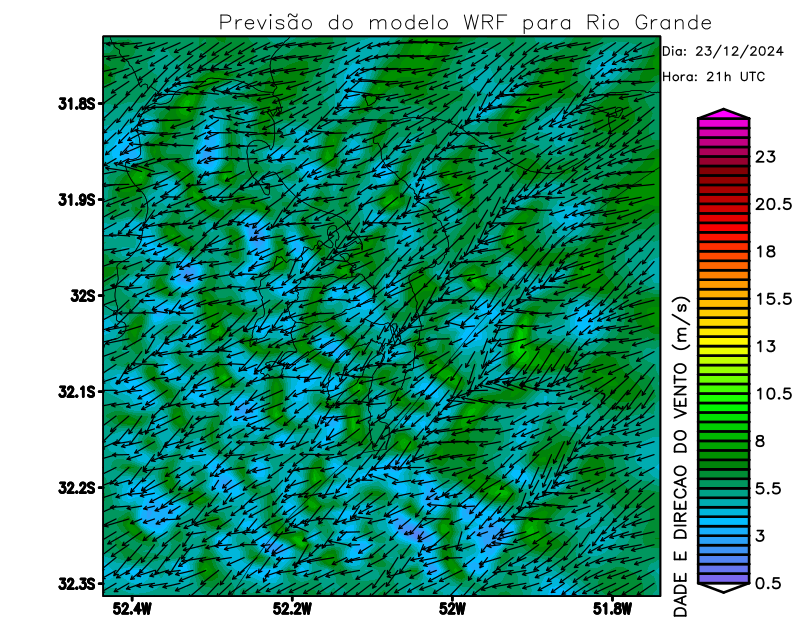 Previsão do modelo WRF para Rio Grande
Dia: 23/12/2024
Hora: 21h UTC
31.8S
31.9S
32S
32.1S
32.2S
32.3S
52.4W
52.2W
52W
51.8W
23
20.5
18
15.5
13
10.5
8
5.5
3
0.5
DADE E DIRECAO DO VENTO (m/s)